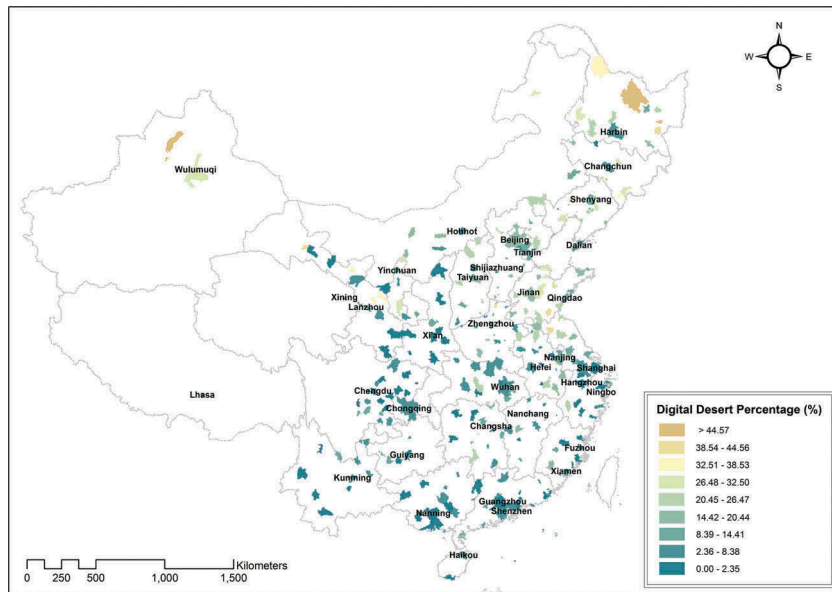 N
W E
S
Harbin
Wulumuqi
Changchun
Shenyang
Hohhot
Beijing
Tianjin
Dalian
Yinchuan
Shijiazhuang
Taiyuan
Xining
Lanzhou
Jinan
Qingdao
Zhengzhou
Xi'an
Nanjing
Hefei
Shanghai
Hangzhou
Ningbo
Wuhan
Lhasa
Chengdu
Chongqing
Nanchang
Changsha
Guiyang
Fuzhou
Xiamen
Kunming
Guangzhou
Shenzhen
Nanning
Haikou
Digital Desert Percentage (%)
> 44.57
38.54 - 44.56
32.51 - 38.53
26.48 - 32.50
20.45 - 26.47
14.42 - 20.44
8.39 - 14.41
2.36 - 8.38
0.00 - 2.35
Kilometers
0 250 500 1,000 1,500